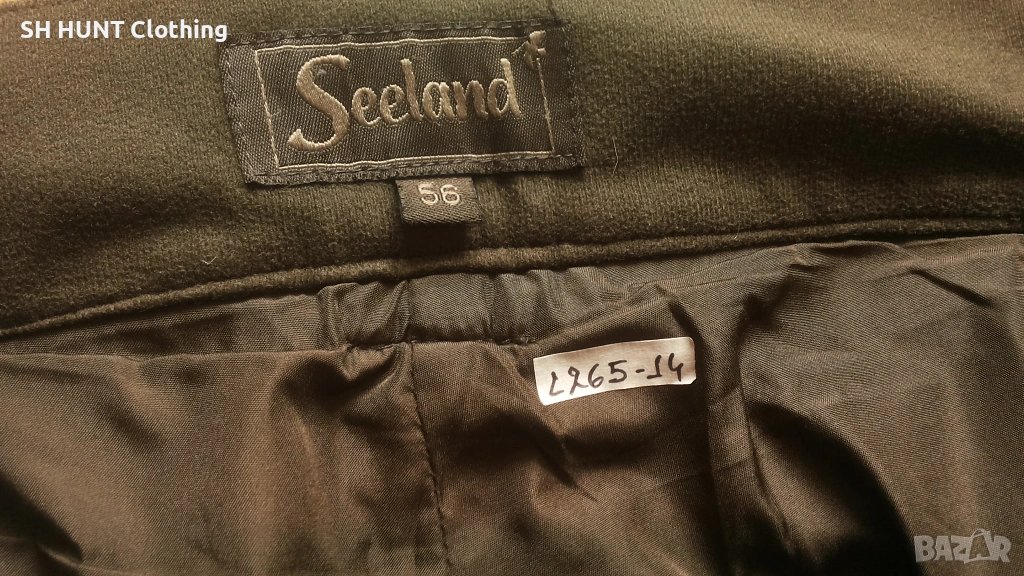 SH HUNT Clothing
Seeland
56
L265-14
BAZAR